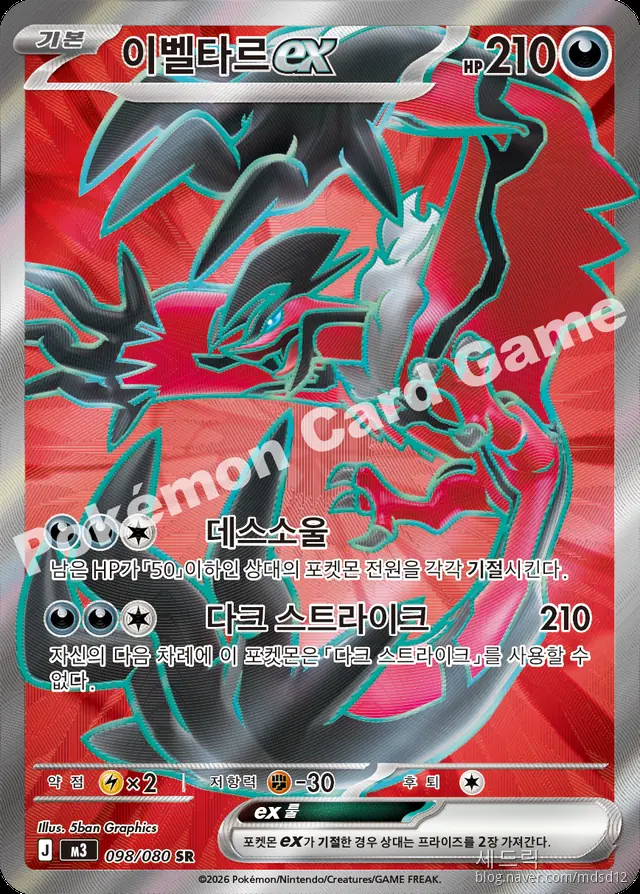 기본
이벨타르ex
HP210
Pokémon Card Game
데스소울
남은 HP가 「50」이하인 상대의 포켓몬 전원을 각각 기절시킨다.
다크 스트라이크 210
자신의 다음 차례에 이 포켓몬은 「다크 스트라이크」를 사용할 수
없다.
약점 ×2 저항력 -30 후퇴
ex 룰
포켓몬 ex가 기절한 경우 상대는 프라이즈를 2장 가져간다.
Illus. 5ban Graphics
J M3 098/080 SR
©2026 Pokémon/Nintendo/Creatures/GAME FREAK.
세드릭
blog.naver.com/mdsd12